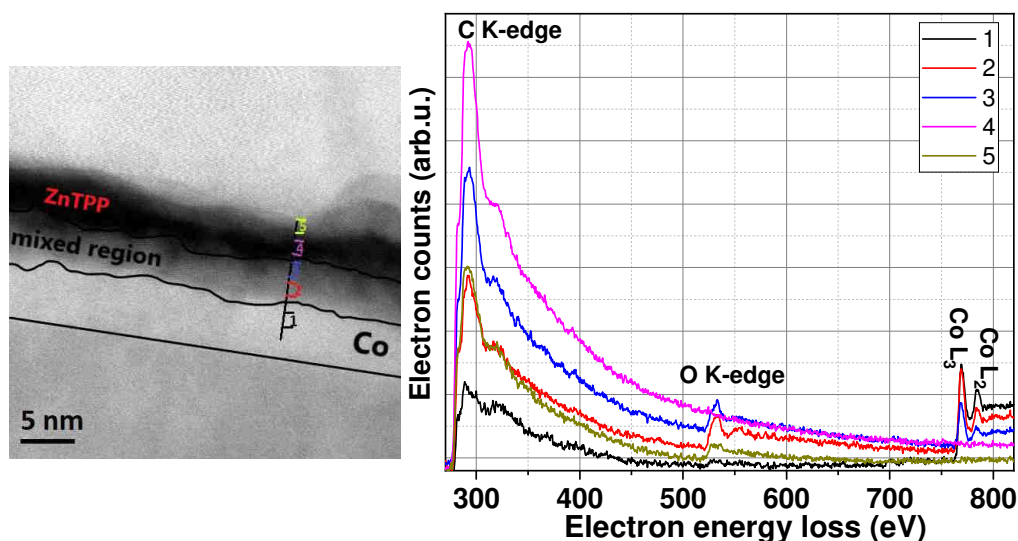 ZnTPP
mixed region
Co
5 nm
1
C K-edge
O K-edge
Co L3
Co L2
1
2
3
4
5
Electron counts (arb.u.)
300 400 500 600 700 800
Electron energy loss (eV)